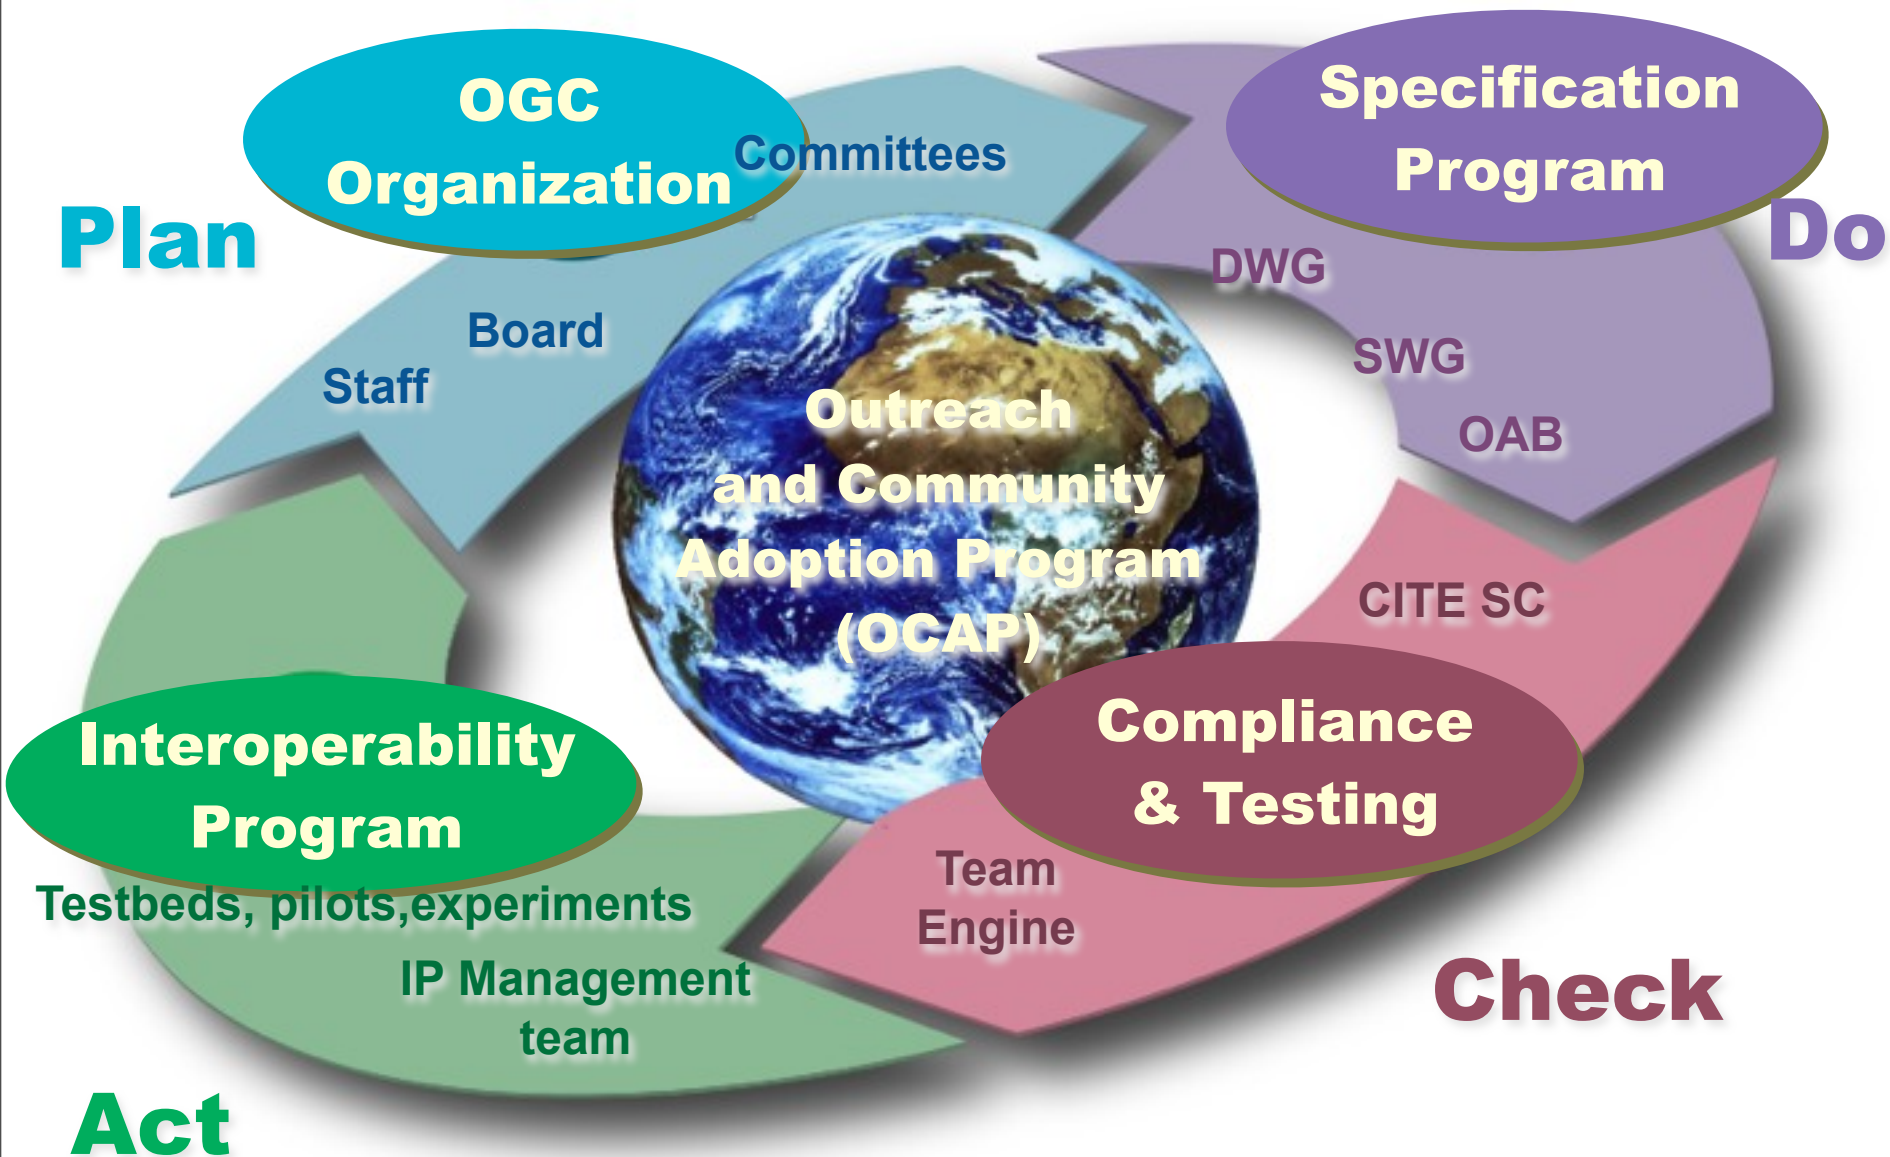 OGC
Organization
Committees
Plan
Board
Staff
Specification
Program
Do
DWG
SWG
OAB
Outreach
and Community
Adoption Program
(OCAP)
CITE SC
Compliance
& Testing
Team
Engine
Check
Interoperability
Program
Testbeds, pilots,experiments
IP Management
team
Act